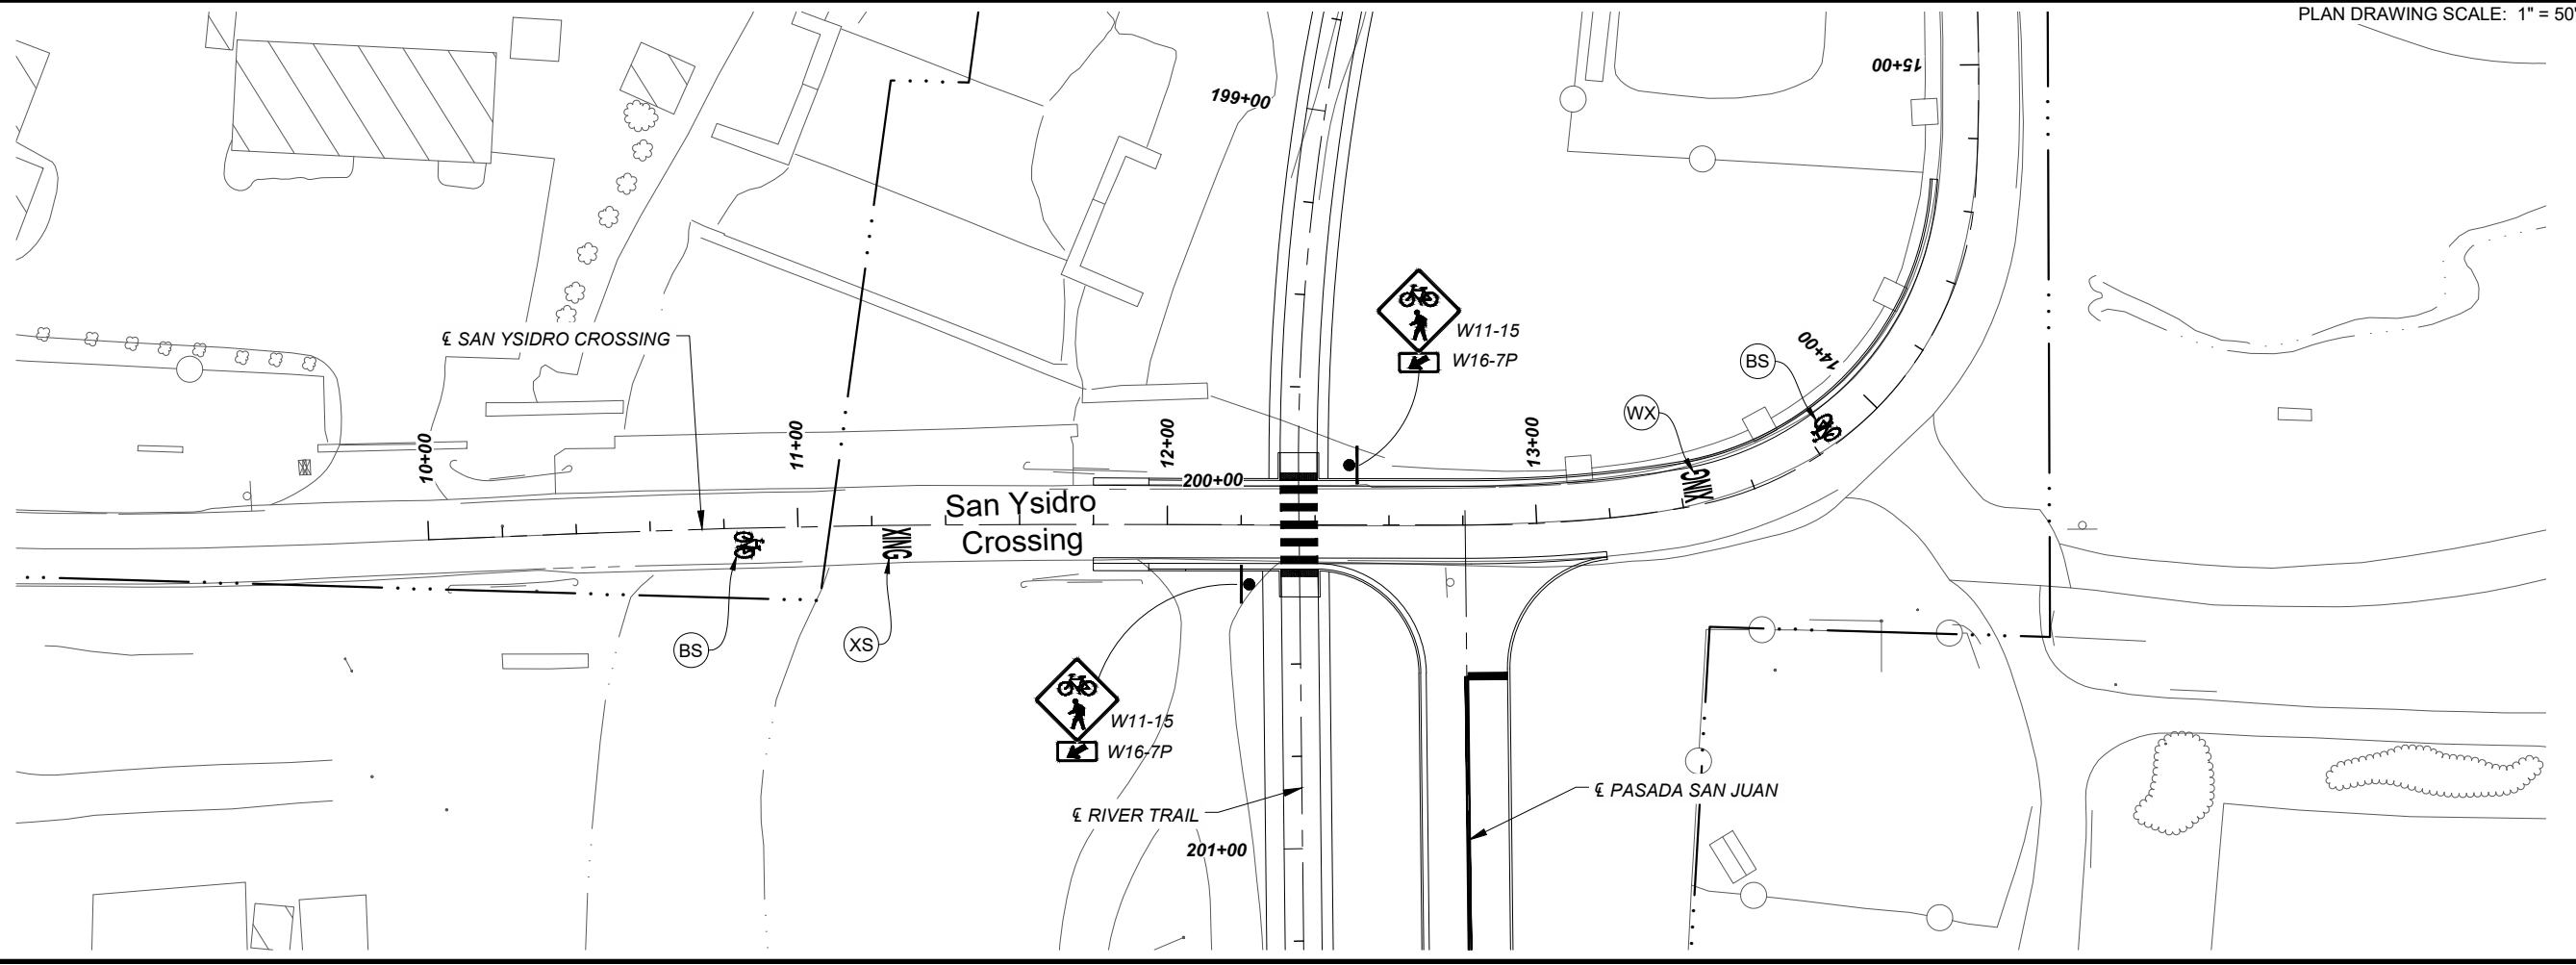 PLAN DRAWING SCALE: 1" = 50'
15+00
199+00
W11-15
W16-7P
℄ SAN YSIDRO CROSSING
14+00
BS
WX
10+00
11+00
12+00
13+00
200+00
San Ysidro
Crossing
XING
XING
BS
XS
W11-15
W16-7P
℄ PASADA SAN JUAN
℄ RIVER TRAIL
201+00